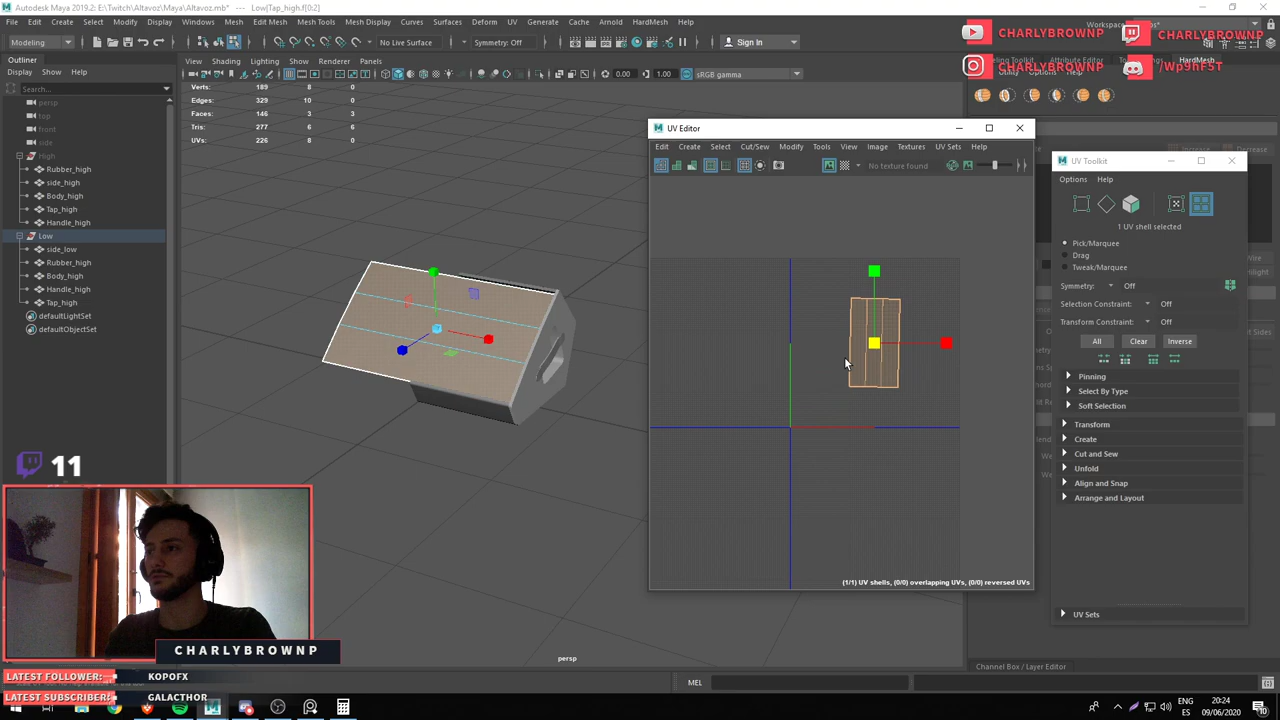 Autodesk Maya 2019.2: E:\Twitch\Altavoz\Maya\Altavoz.mb* --- Low|Tap_high.f[0:2]
File Edit Create Select Modify Display Windows Mesh Edit Mesh Mesh Tools Mesh Display Curves Surfaces Deform UV Generate Cache Arnold HardMesh Help
CHARLYBROWNP
CHARLYBROWNP
Modeling
No Live Surface
Symmetry: Off
Sign In
CHARLYBROWNP
/Wp9hF5T
Outliner
View Shading Lighting Show Renderer Panels
Display Show Help
0.00
1.00
sRGB gamma
HardMesh
Search...
Verts: 189 8 0
Edges: 329 10 0
Faces: 146 3 3
Tris: 277 6 6
UVs: 226 8 0
persp
top
front
side
High
Rubber_high
side_high
Body_high
Tap_high
Handle_high
Low
side_low
Rubber_high
Body_high
Handle_high
Tap_high
defaultLightSet
defaultObjectSet
UV Editor
Edit Create Select Cut/Sew Modify Tools View Image Textures UV Sets Help
No texture found
(1/1) UV shells, (0/0) overlapping UVs, (0/0) reversed UVs
UV Toolkit
Options Help
1 UV shell selected
Pick/Marquee
Drag
Tweak/Marquee
Symmetry: Off
Selection Constraint: Off
Transform Constraint: Off
All Clear Inverse
Pinning
Select By Type
Soft Selection
Transform
Create
Cut and Sew
Unfold
Align and Snap
Arrange and Layout
UV Sets
11
CHARLYBROWNP
persp
Channel Box / Layer Editor
LATEST FOLLOWER: KOPOFX
MEL
LATEST SUBSCRIBER: GALACTHOR
ENG
ES
20:24
09/06/2020